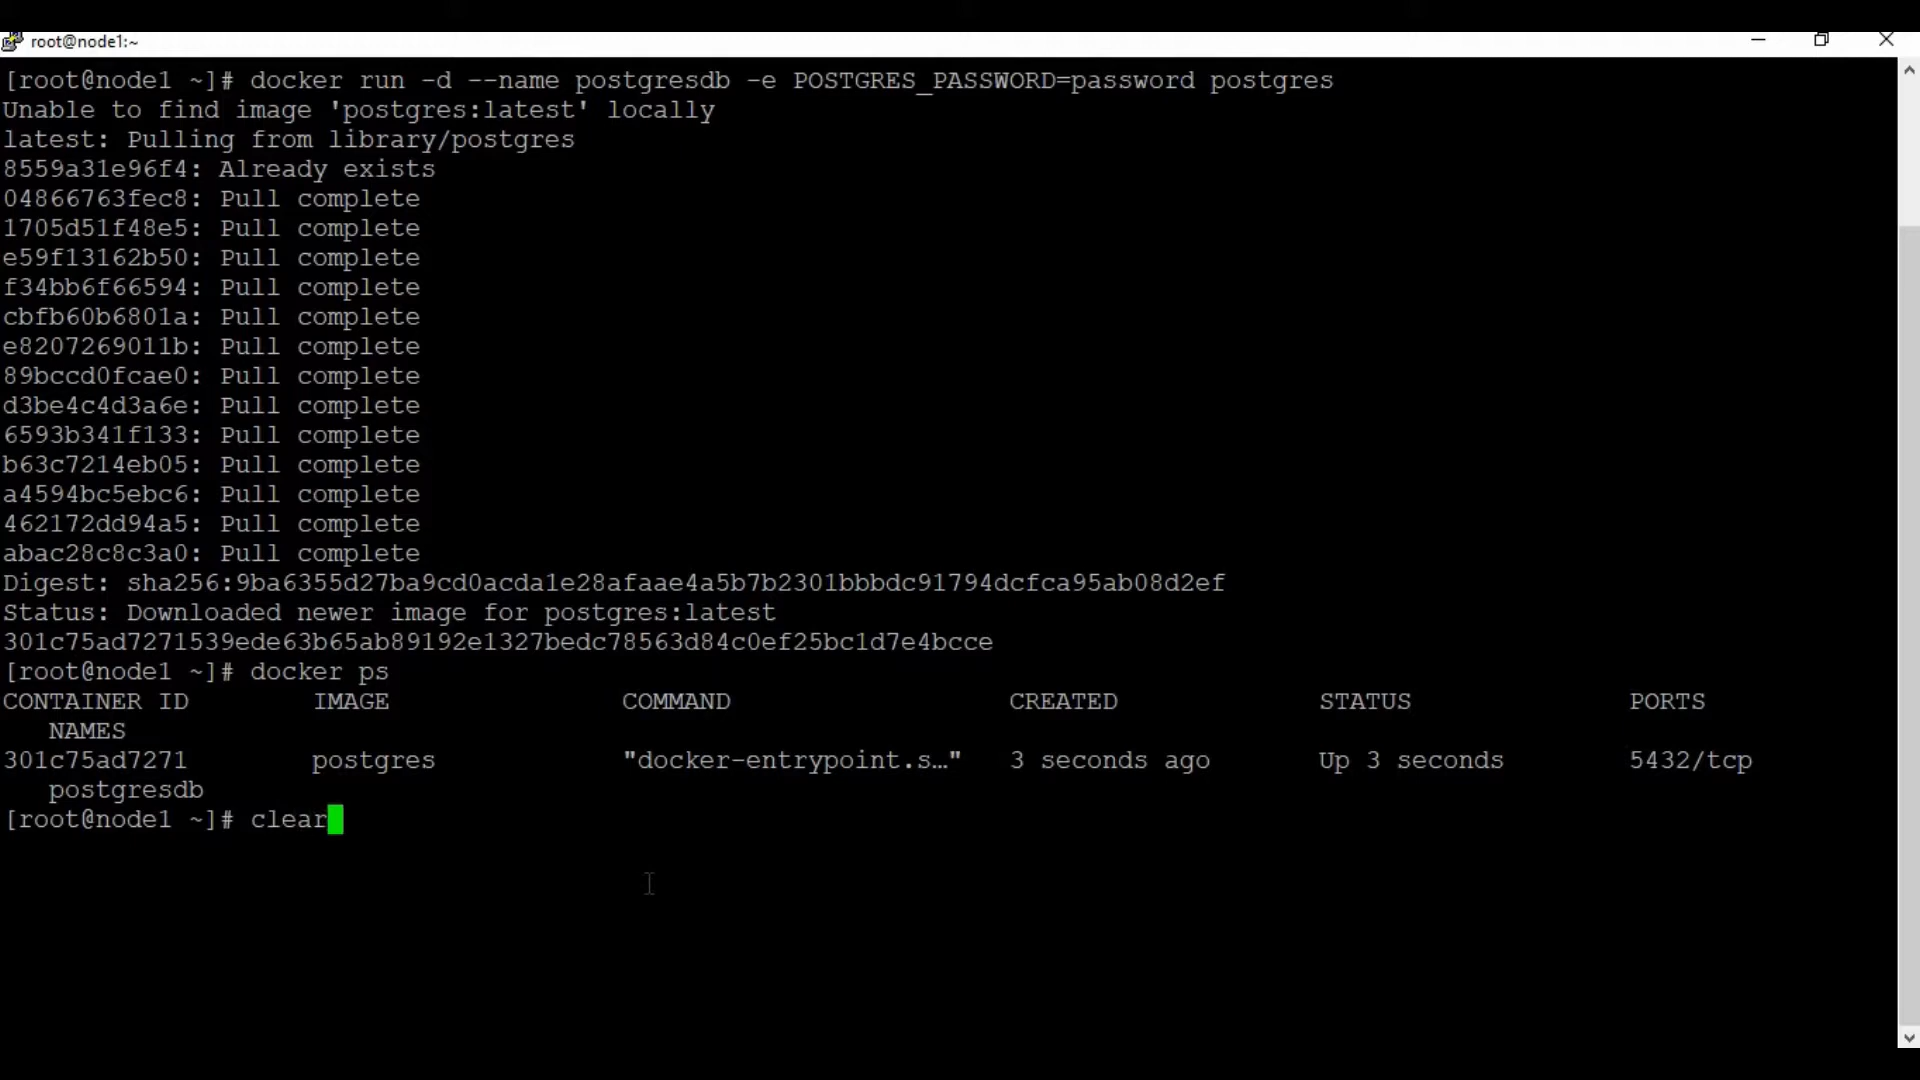 root@node1:~
[root@node1 ~]# docker run -d --name postgresdb -e POSTGRES_PASSWORD=password postgres
Unable to find image 'postgres:latest' locally
latest: Pulling from library/postgres
8559a31e96f4: Already exists
04866763fec8: Pull complete
1705d51f48e5: Pull complete
e59f13162b50: Pull complete
f34bb6f66594: Pull complete
cbfb60b6801a: Pull complete
e8207269011b: Pull complete
89bccd0fcae0: Pull complete
d3be4c4d3a6e: Pull complete
6593b341f133: Pull complete
b63c7214eb05: Pull complete
a4594bc5ebc6: Pull complete
462172dd94a5: Pull complete
abac28c8c3a0: Pull complete
Digest: sha256:9ba6355d27ba9cd0acda1e28afaae4a5b7b2301bbbdc91794dcfca95ab08d2ef
Status: Downloaded newer image for postgres:latest
301c75ad7271539ede63b65ab89192e1327bedc78563d84c0ef25bc1d7e4bcce
[root@node1 ~]# docker ps
CONTAINER ID IMAGE COMMAND CREATED STATUS PORTS
NAMES
301c75ad7271 postgres "docker-entrypoint.s…" 3 seconds ago Up 3 seconds 5432/tcp
postgresdb
[root@node1 ~]# clear